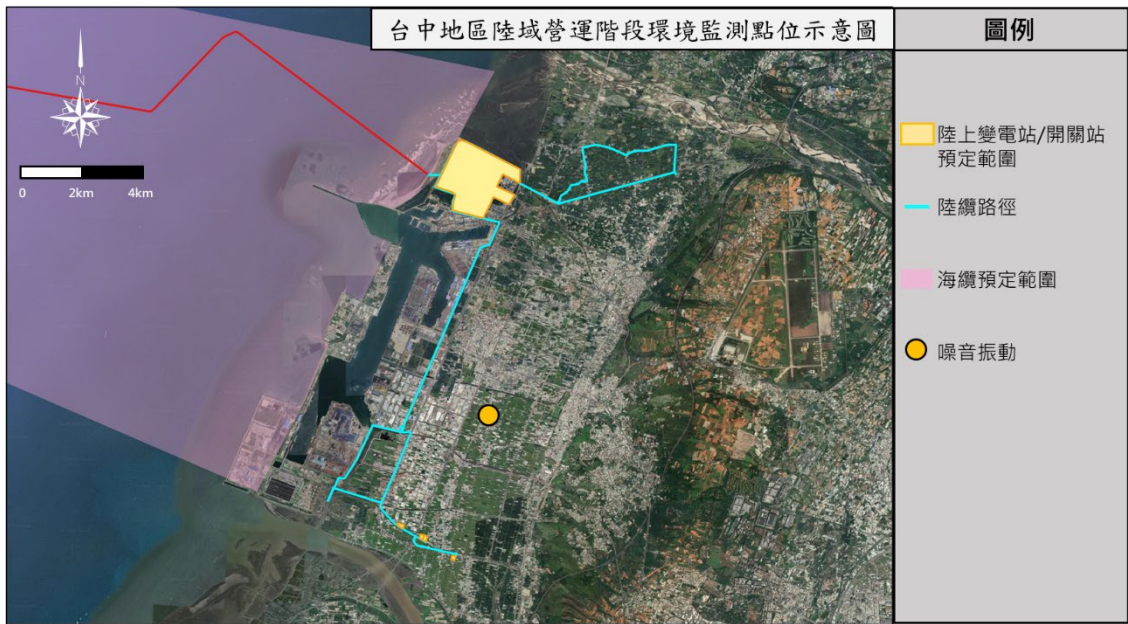 台中地區陸域營運階段環境監測點位示意圖
圖例
N
0 2km 4km
陸上變電站/開關站
預定範圍
陸纜路徑
海纜預定範圍
噪音振動